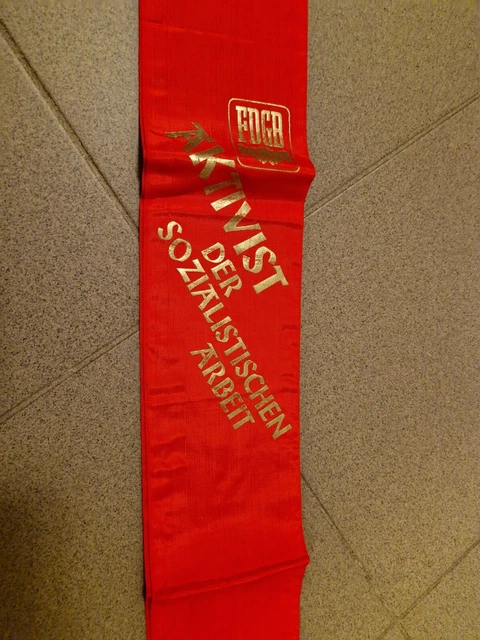 FDGB
AKTIVIST
DER
SOZIALISTISCHEN
ARBEIT